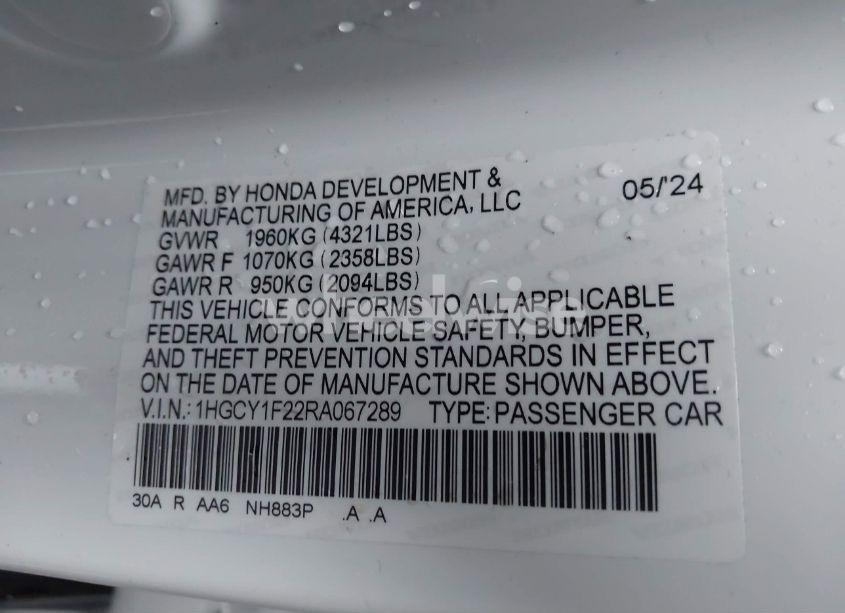 MFD. BY HONDA DEVELOPMENT &
MANUFACTURING OF AMERICA, LLC
05/'24
GVWR 1960KG (4321LBS)
GAWR F 1070KG (2358LBS)
GAWR R 950KG (2094LBS)
THIS VEHICLE CONFORMS TO ALL APPLICABLE
FEDERAL MOTOR VEHICLE SAFETY, BUMPER,
AND THEFT PREVENTION STANDARDS IN EFFECT
ON THE DATE OF MANUFACTURE SHOWN ABOVE.
V.I.N.: 1HGCY1F22RA067289 TYPE: PASSENGER CAR
30A R AA6 NH883P .A .A